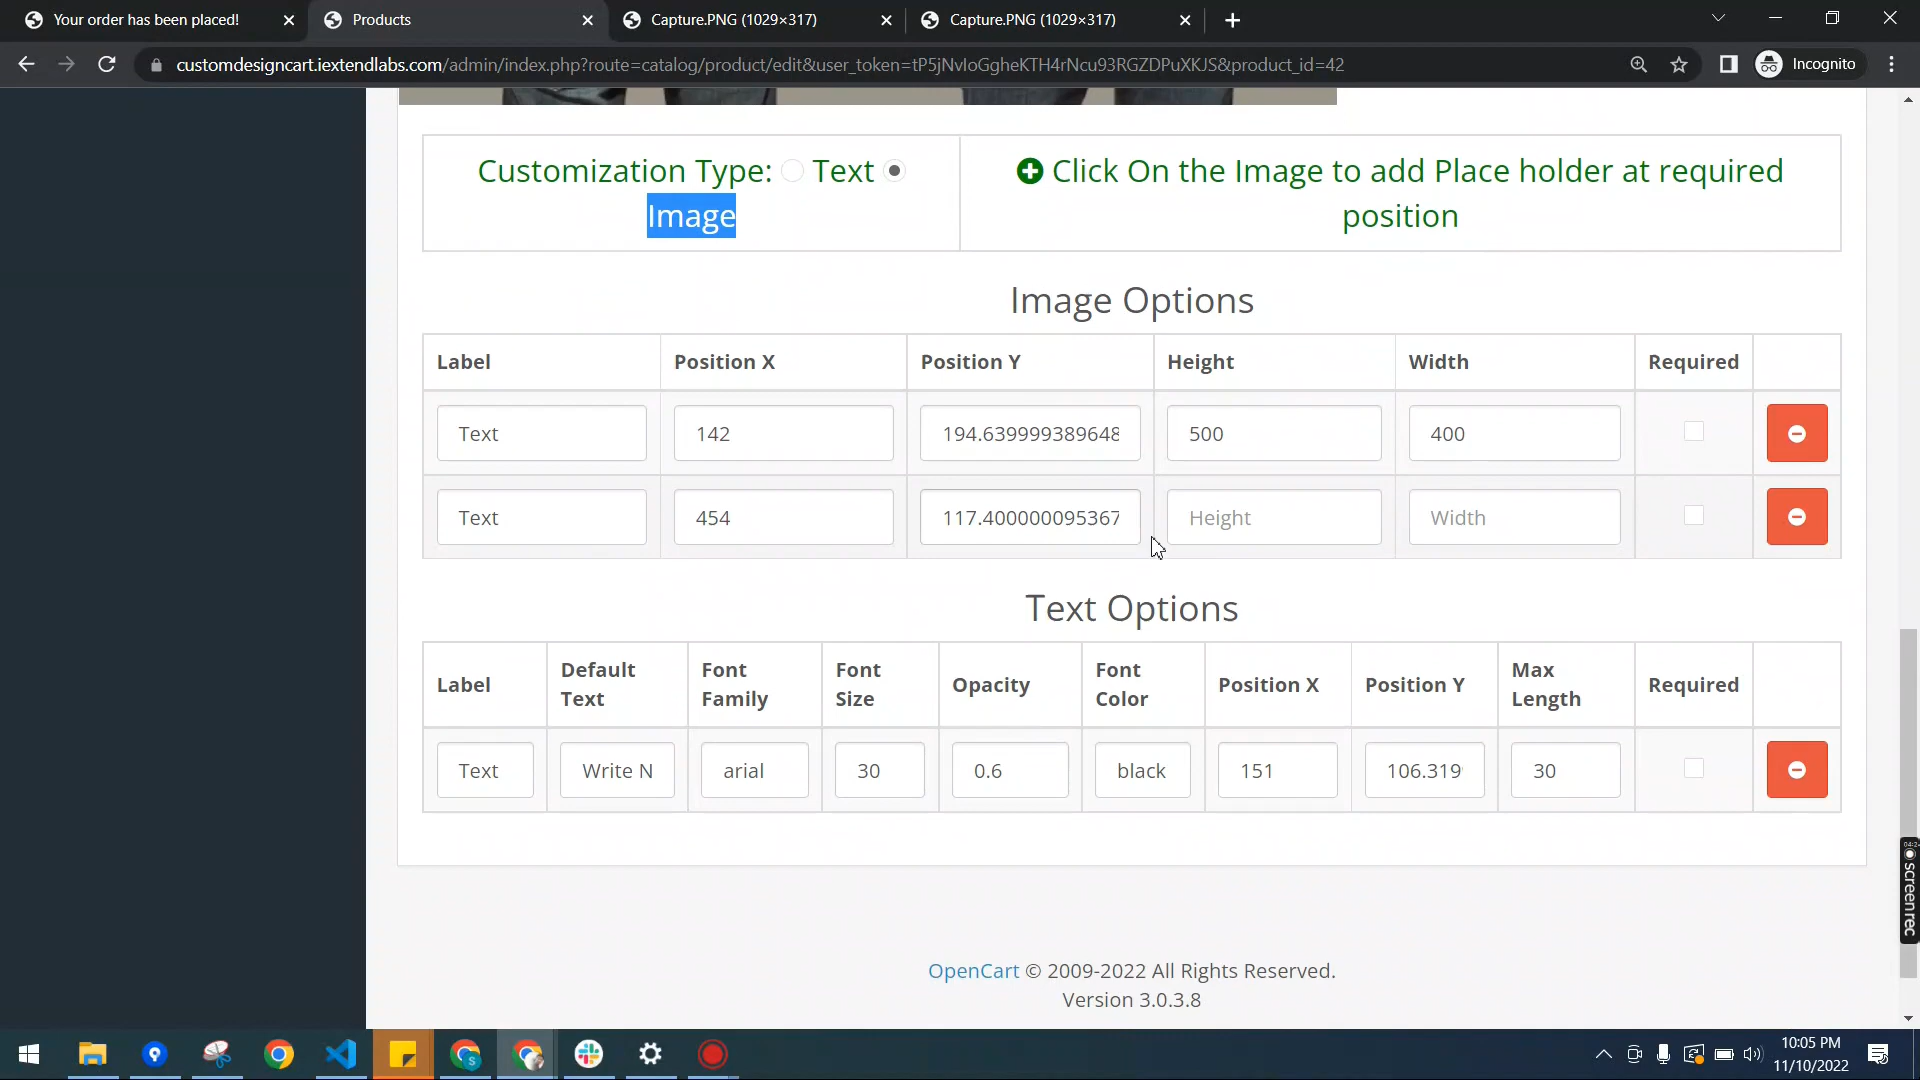 Your order has been placed!
Products
Capture.PNG (1029×317)
Capture.PNG (1029×317)
customdesigncart.iextendlabs.com/admin/index.php?route=catalog/product/edit&user_token=tP5jNvIoGgheKTH4rNcu93RGZDPuXKJS&product_id=42
Incognito
Customization Type: Text
Image
Click On the Image to add Place holder at required
position
Image Options
Label Position X Position Y Height Width Required
Text 142 194.639999389648 500 400
Text 454 117.400000095367 Height Width
Text Options
Label Default Text Font Family Font Size Opacity Font Color Position X Position Y Max Length Required
Text Write N arial 30 0.6 black 151 106.319 30
OpenCart © 2009-2022 All Rights Reserved.
Version 3.0.3.8
screenrec
10:05 PM
11/10/2022